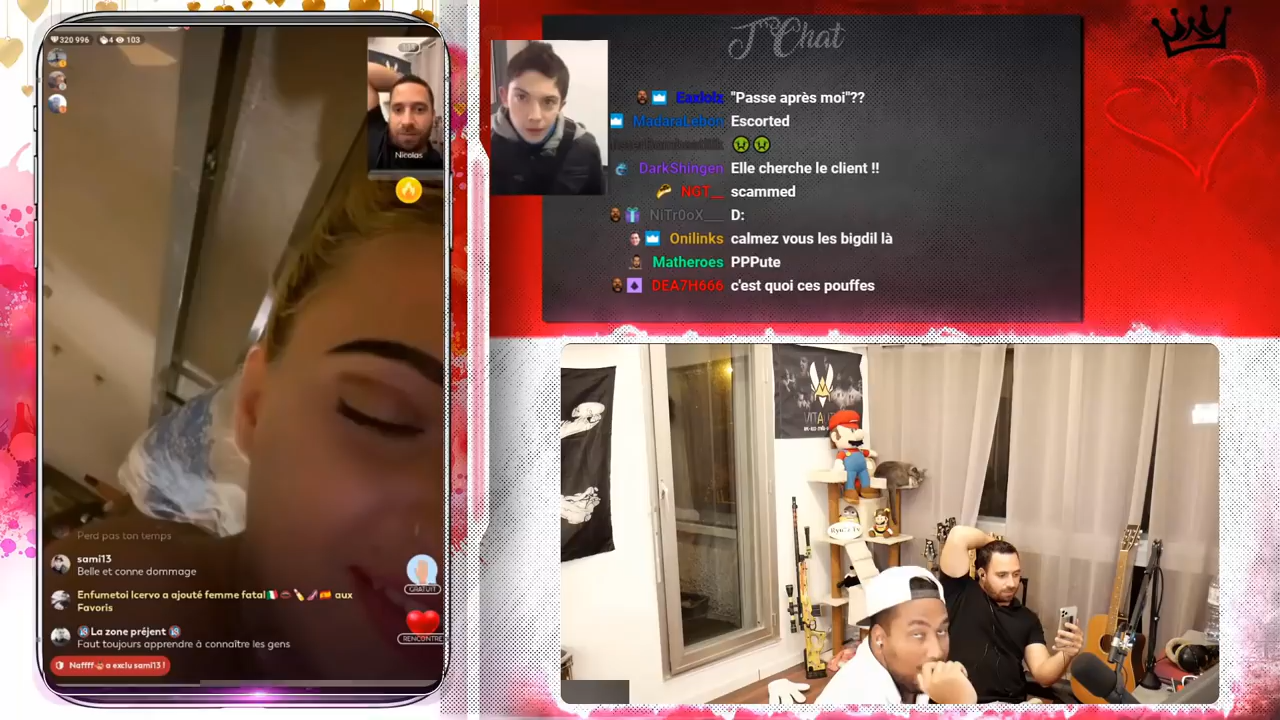 320 996 4 103
Nicolas
Perd pas ton temps
sami13
Belle et conne dommage
Enfumetoi Icervo a ajouté femme fatal🇮🇹💋🍾👠🇪🇸 aux
Favoris
🔞 La zone préjent 🔞
Faut toujours apprendre à connaître les gens
Naffff a exclu sami13 !
GRATUIT
RENCONTRE
T'Chat
Eaxlolz "Passe après moi"??
MadaraLebon Escorted
🤢🤢
DarkShingen Elle cherche le client !!
NGT__ scammed
NiTr0oX___ D:
Onilinks calmez vous les bigdil là
Matheroes PPPute
DEA7H666 c'est quoi ces pouffes